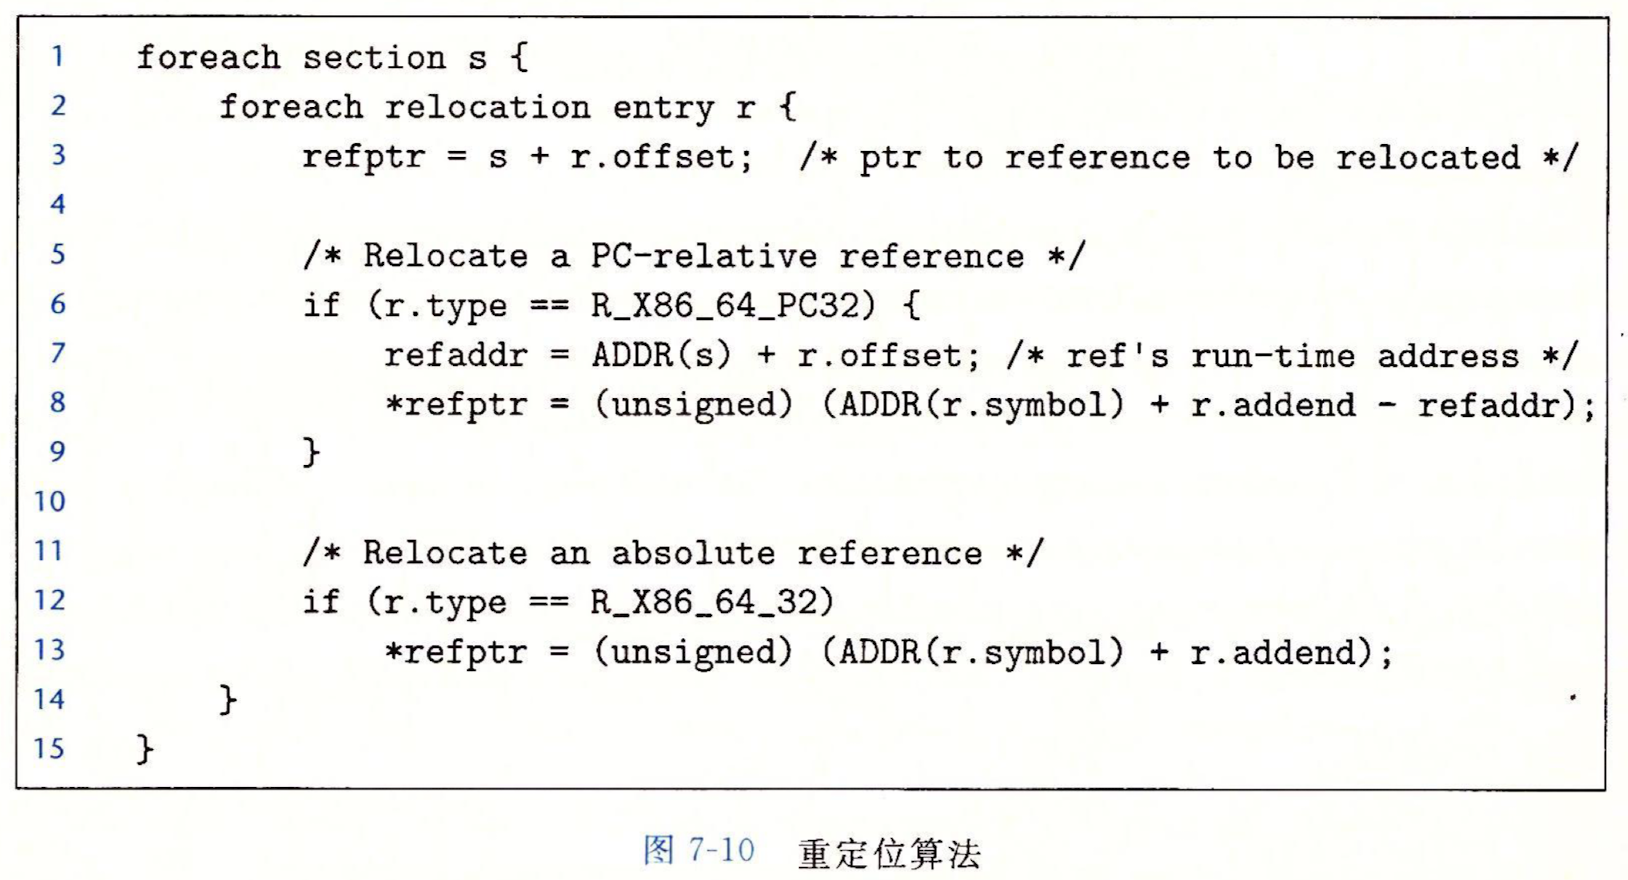 1 foreach section s {
2 foreach relocation entry r {
3 refptr = s + r.offset; /* ptr to reference to be relocated */
4
5 /* Relocate a PC-relative reference */
6 if (r.type == R_X86_64_PC32) {
7 refaddr = ADDR(s) + r.offset; /* ref's run-time address */
8 *refptr = (unsigned) (ADDR(r.symbol) + r.addend - refaddr);
9 }
10
11 /* Relocate an absolute reference */
12 if (r.type == R_X86_64_32)
13 *refptr = (unsigned) (ADDR(r.symbol) + r.addend);
14 }
15 }
图 7-10 重定位算法